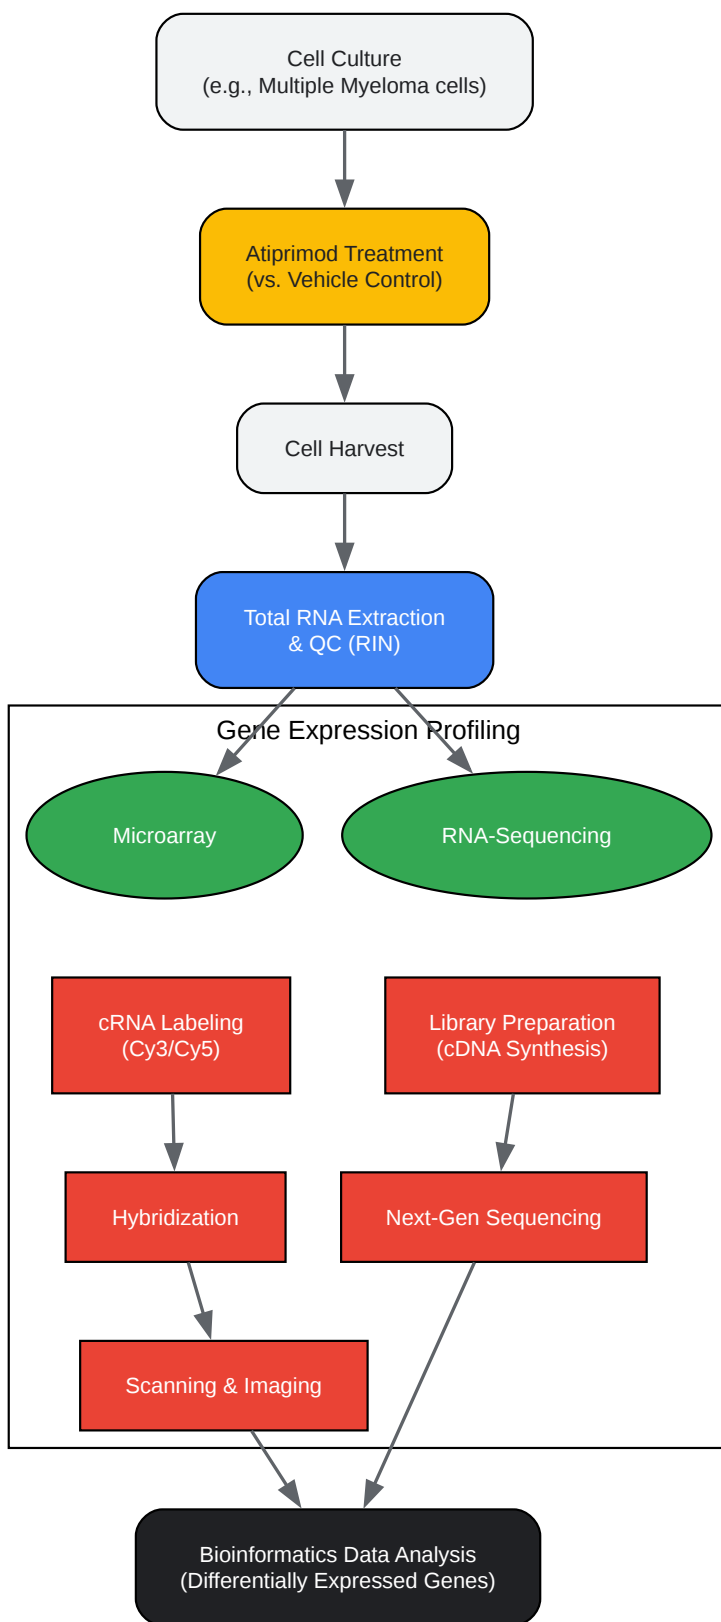 Cell Culture
(e.g., Multiple Myeloma cells)
Atiprimod Treatment
(vs. Vehicle Control)
Cell Harvest
Total RNA Extraction
& QC (RIN)
Gene Expression Profiling
Microarray
RNA-Sequencing
cRNA Labeling
(Cy3/Cy5)
Library Preparation
(cDNA Synthesis)
Hybridization
Next-Gen Sequencing
Scanning & Imaging
Bioinformatics Data Analysis
(Differentially Expressed Genes)